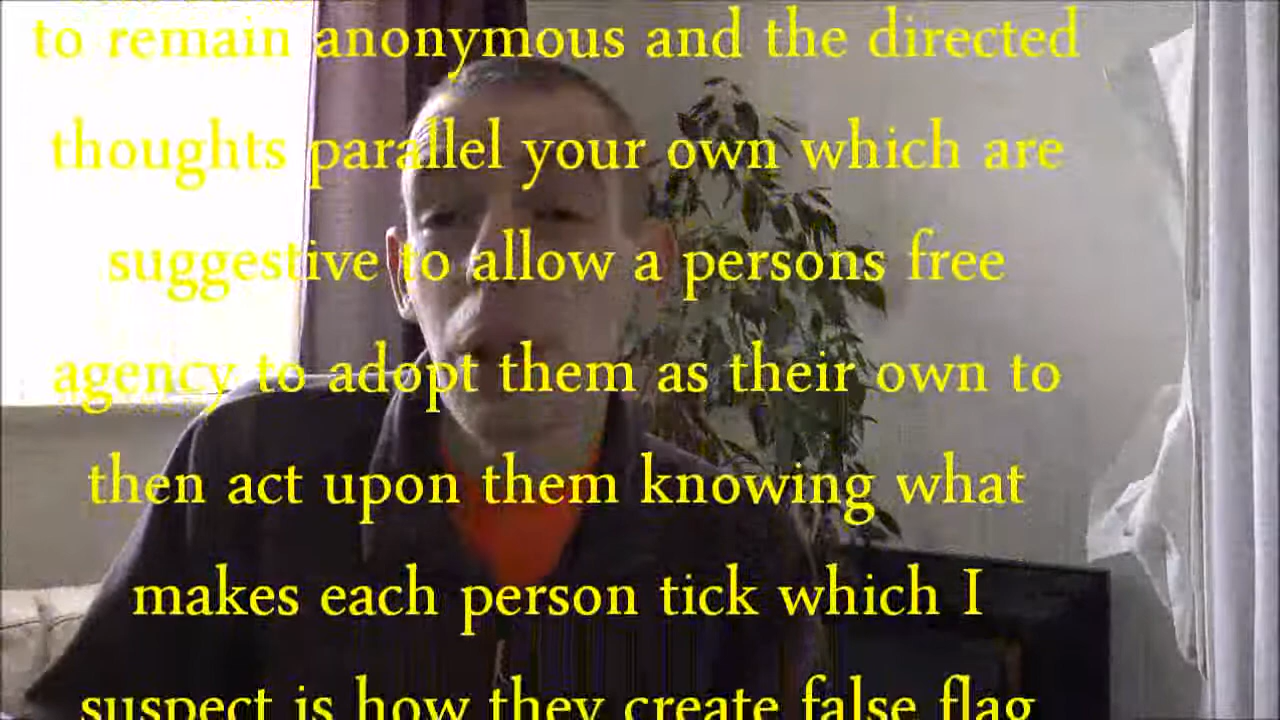 to remain anonymous and the directed
thoughts parallel your own which are
suggestive to allow a persons free
agency to adopt them as their own to
then act upon them knowing what
makes each person tick which I
suspect is how they create false flag